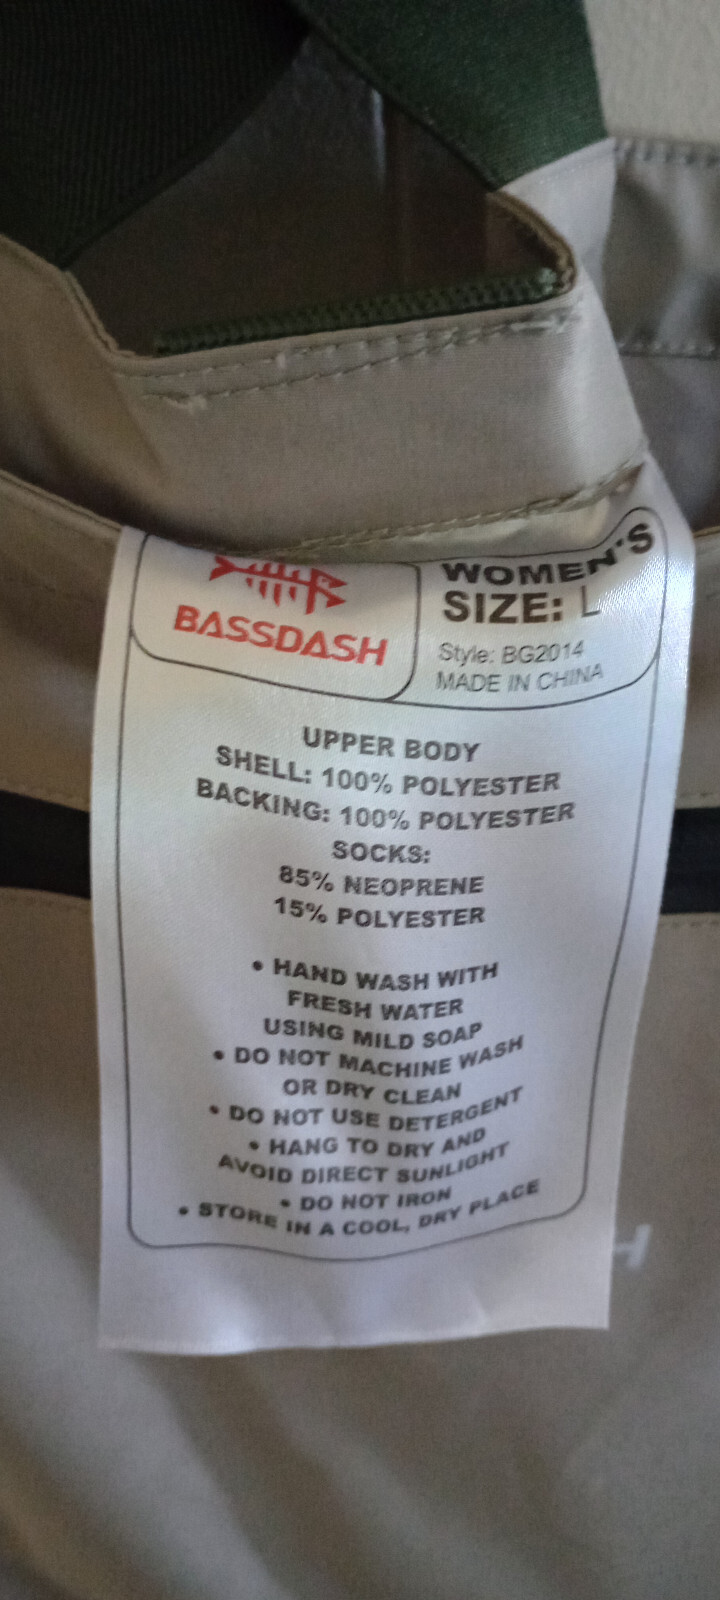 BASSDASH
WOMEN'S
SIZE: L
Style: BG2014
MADE IN CHINA
UPPER BODY
SHELL: 100% POLYESTER
BACKING: 100% POLYESTER
SOCKS:
85% NEOPRENE
15% POLYESTER
• HAND WASH WITH
FRESH WATER
USING MILD SOAP
• DO NOT MACHINE WASH
OR DRY CLEAN
• DO NOT USE DETERGENT
• HANG TO DRY AND
AVOID DIRECT SUNLIGHT
• DO NOT IRON
• STORE IN A COOL, DRY PLACE
H